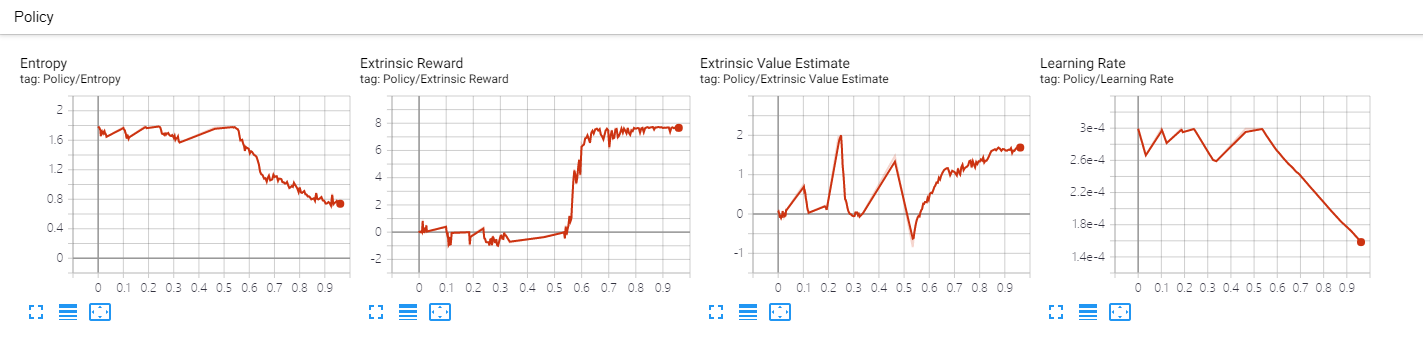 Policy
Entropy
tag: Policy/Entropy
2
1.6
1.2
0.8
0.4
0
0 0.1 0.2 0.3 0.4 0.5 0.6 0.7 0.8 0.9
Extrinsic Reward
tag: Policy/Extrinsic Reward
8
6
4
2
0
-2
0 0.1 0.2 0.3 0.4 0.5 0.6 0.7 0.8 0.9
Extrinsic Value Estimate
tag: Policy/Extrinsic Value Estimate
2
1
0
-1
0 0.1 0.2 0.3 0.4 0.5 0.6 0.7 0.8 0.9
Learning Rate
tag: Policy/Learning Rate
3e-4
2.6e-4
2.2e-4
1.8e-4
1.4e-4
0 0.1 0.2 0.3 0.4 0.5 0.6 0.7 0.8 0.9